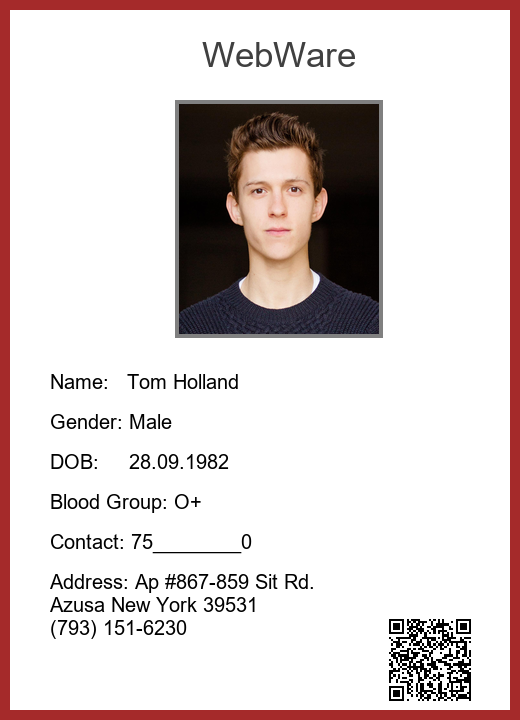 WebWare
Name: Tom Holland
Gender: Male
DOB: 28.09.1982
Blood Group: O+
Contact: 75________0
Address: Ap #867-859 Sit Rd.
Azusa New York 39531
(793) 151-6230